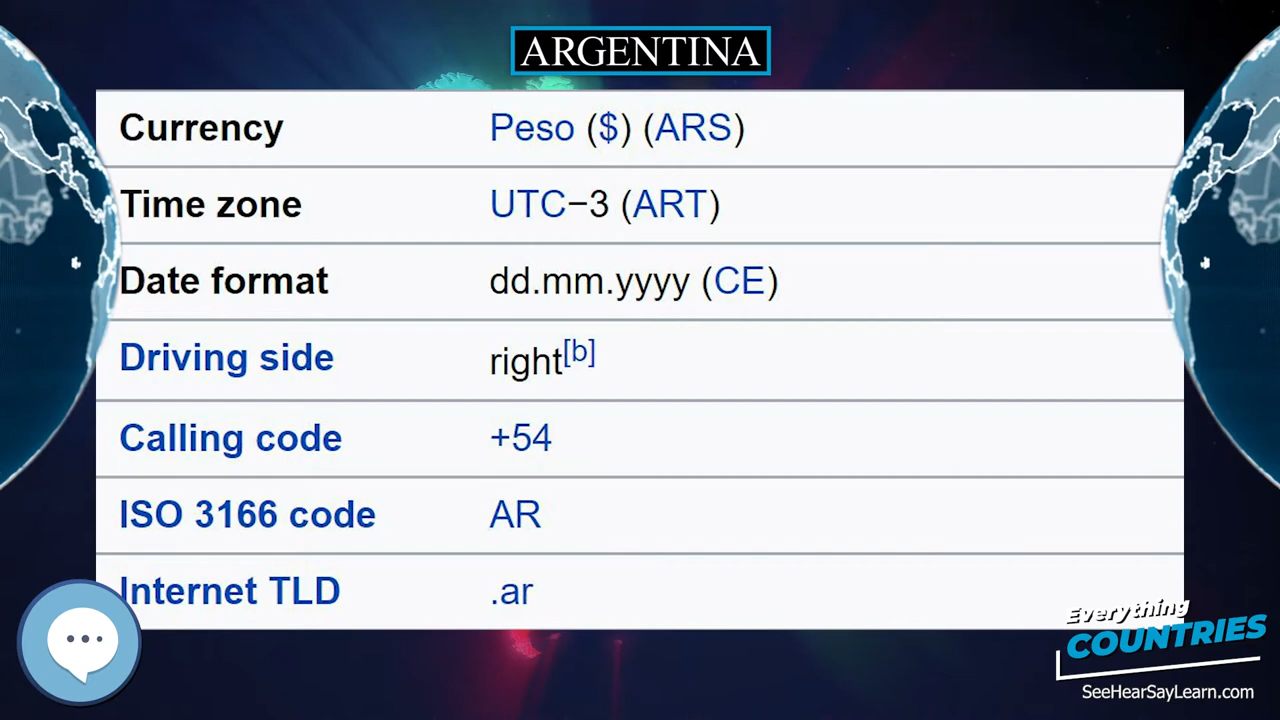 ARGENTINA
Currency Peso ($) (ARS)
Time zone UTC−3 (ART)
Date format dd.mm.yyyy (CE)
Driving side right[b]
Calling code +54
ISO 3166 code AR
Internet TLD .ar
Everything
COUNTRIES
SeeHearSayLearn.com